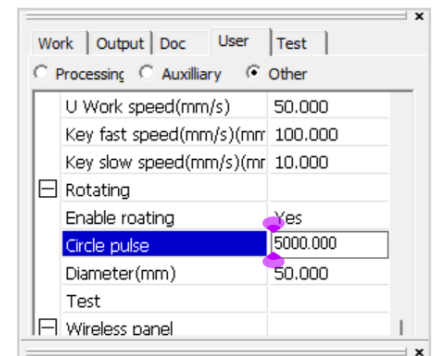 x
Work Output Doc User Test
Processing Auxilliary Other
U Work speed(mm/s) 50.000
Key fast speed(mm/s)(mm 100.000
Key slow speed(mm/s)(mr 10.000
Rotating
Enable roating Yes
Circle pulse 5000.000
Diameter(mm) 50.000
Test
Wireless panel
x